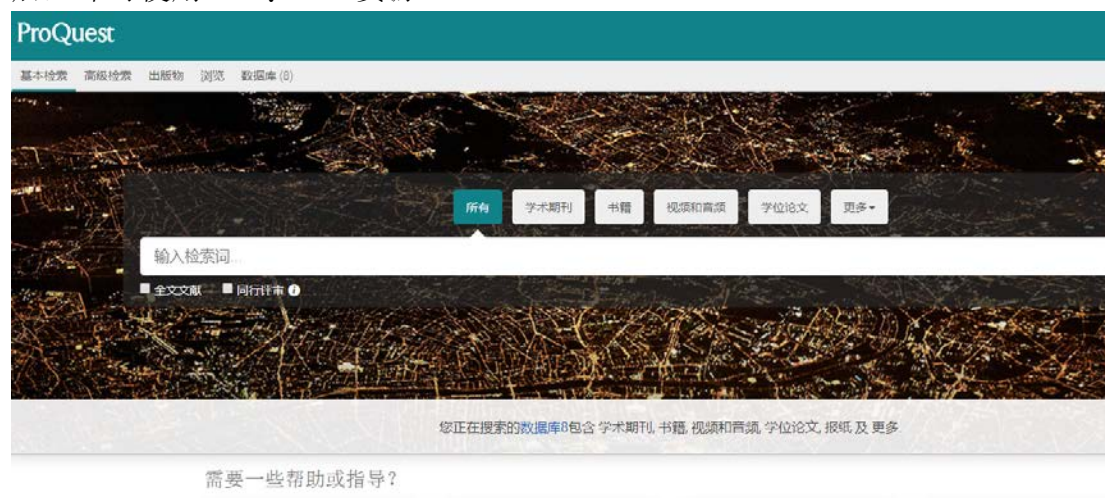 ProQuest
基本检索 高级检索 出版物 浏览 数据库 (8)
所有 学术期刊 书籍 视频和音频 学位论文 更多
输入检索词...
全文文献 同行评审
您正在搜索的数据库8包含 学术期刊, 书籍, 视频和音频, 学位论文, 报纸 及 更多
需要一些帮助或指导?